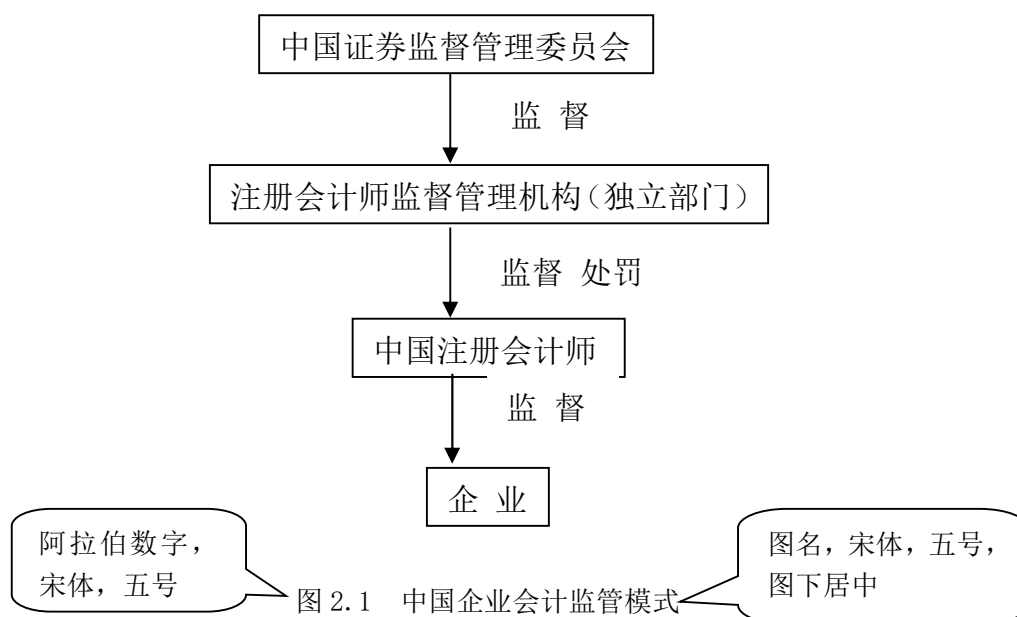 中国证券监督管理委员会
监 督
注册会计师监督管理机构（独立部门）
监督 处罚
中国注册会计师
监 督
企 业
阿拉伯数字，
宋体，五号
图名，宋体，五号，
图下居中
图 2.1 中国企业会计监管模式